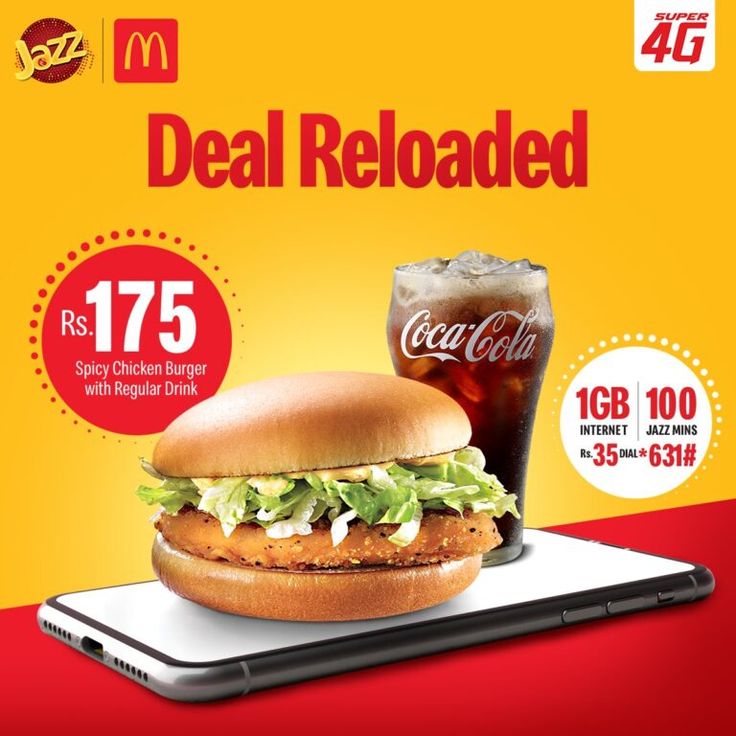 Jazz
SUPER
4G
Deal Reloaded
Rs.175
Spicy Chicken Burger
with Regular Drink
Coca-Cola
1GB | 100
INTERNET | JAZZ MINS
Rs. 35 DIAL *631#